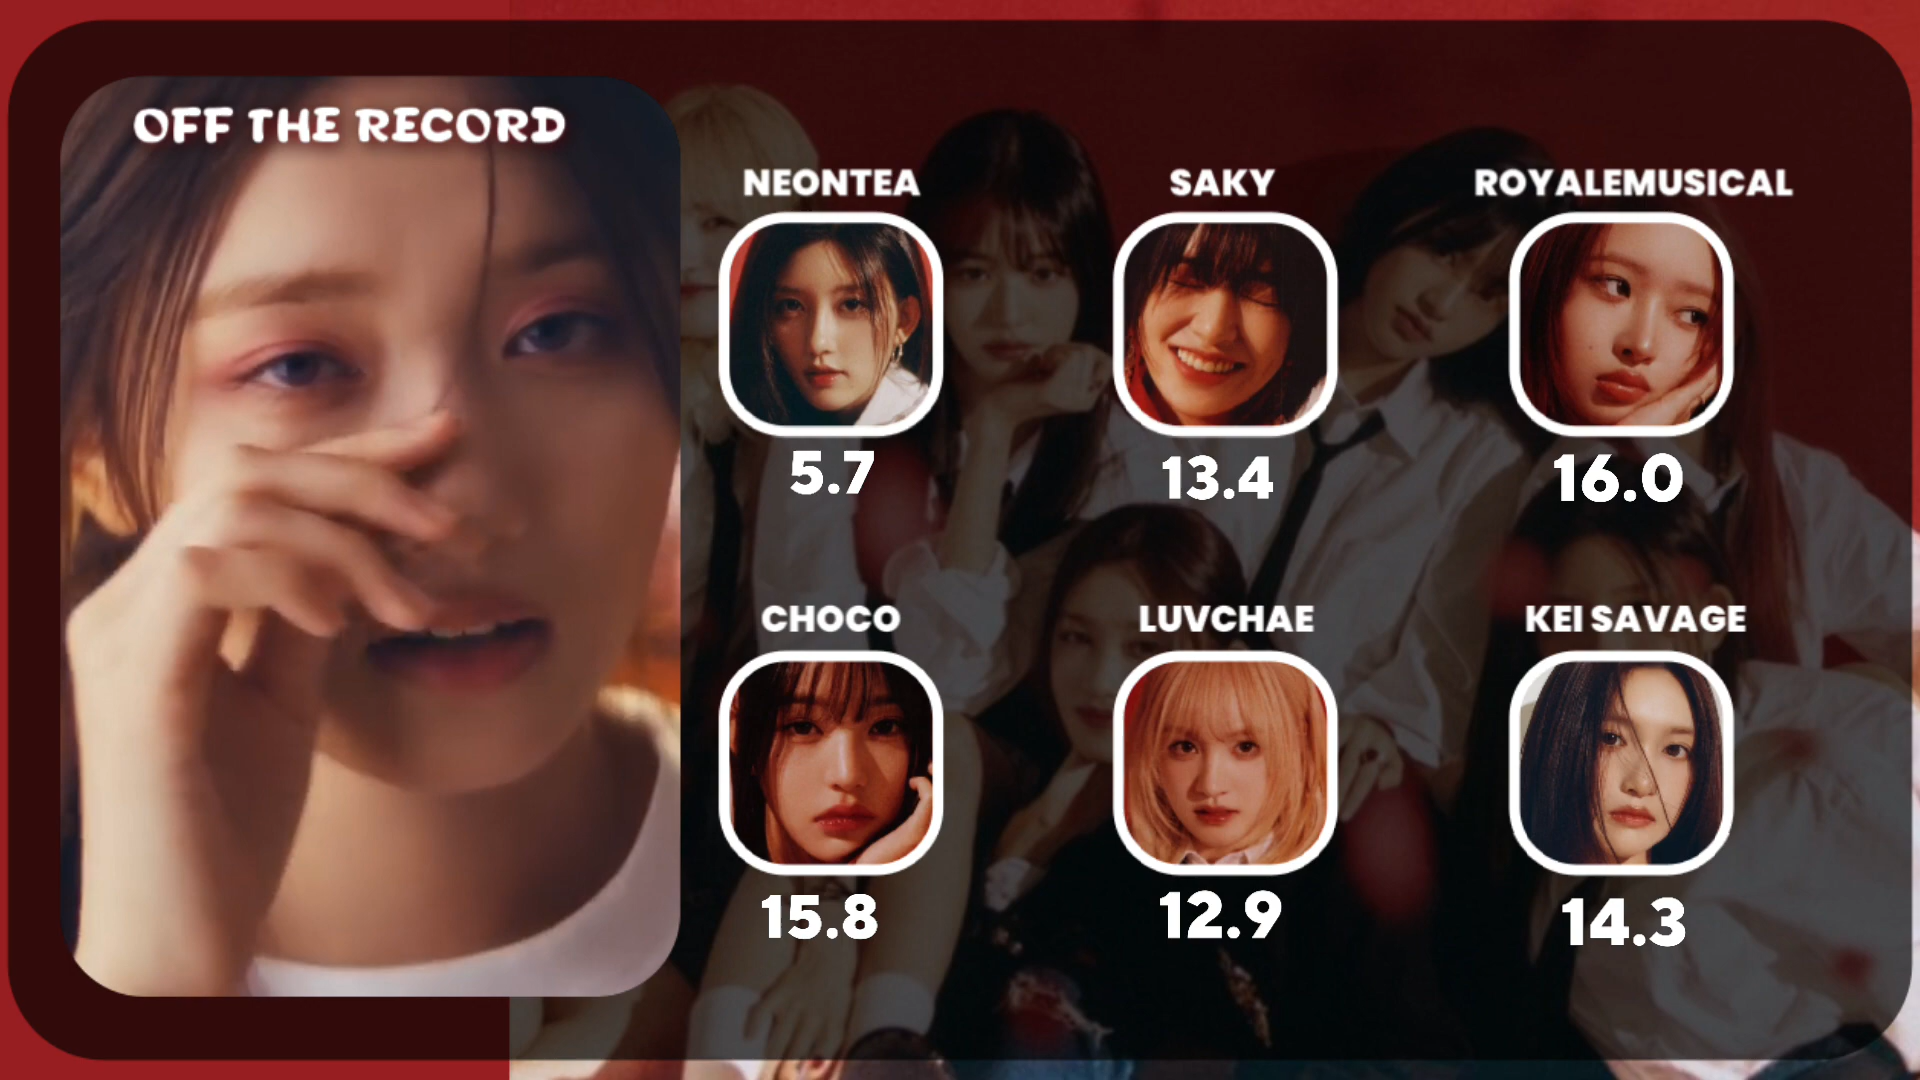 OFF THE RECORD
NEONTEA
SAKY
ROYALEMUSICAL
5.7
13.4
16.0
CHOCO
LUVCHAE
KEI SAVAGE
15.8
12.9
14.3